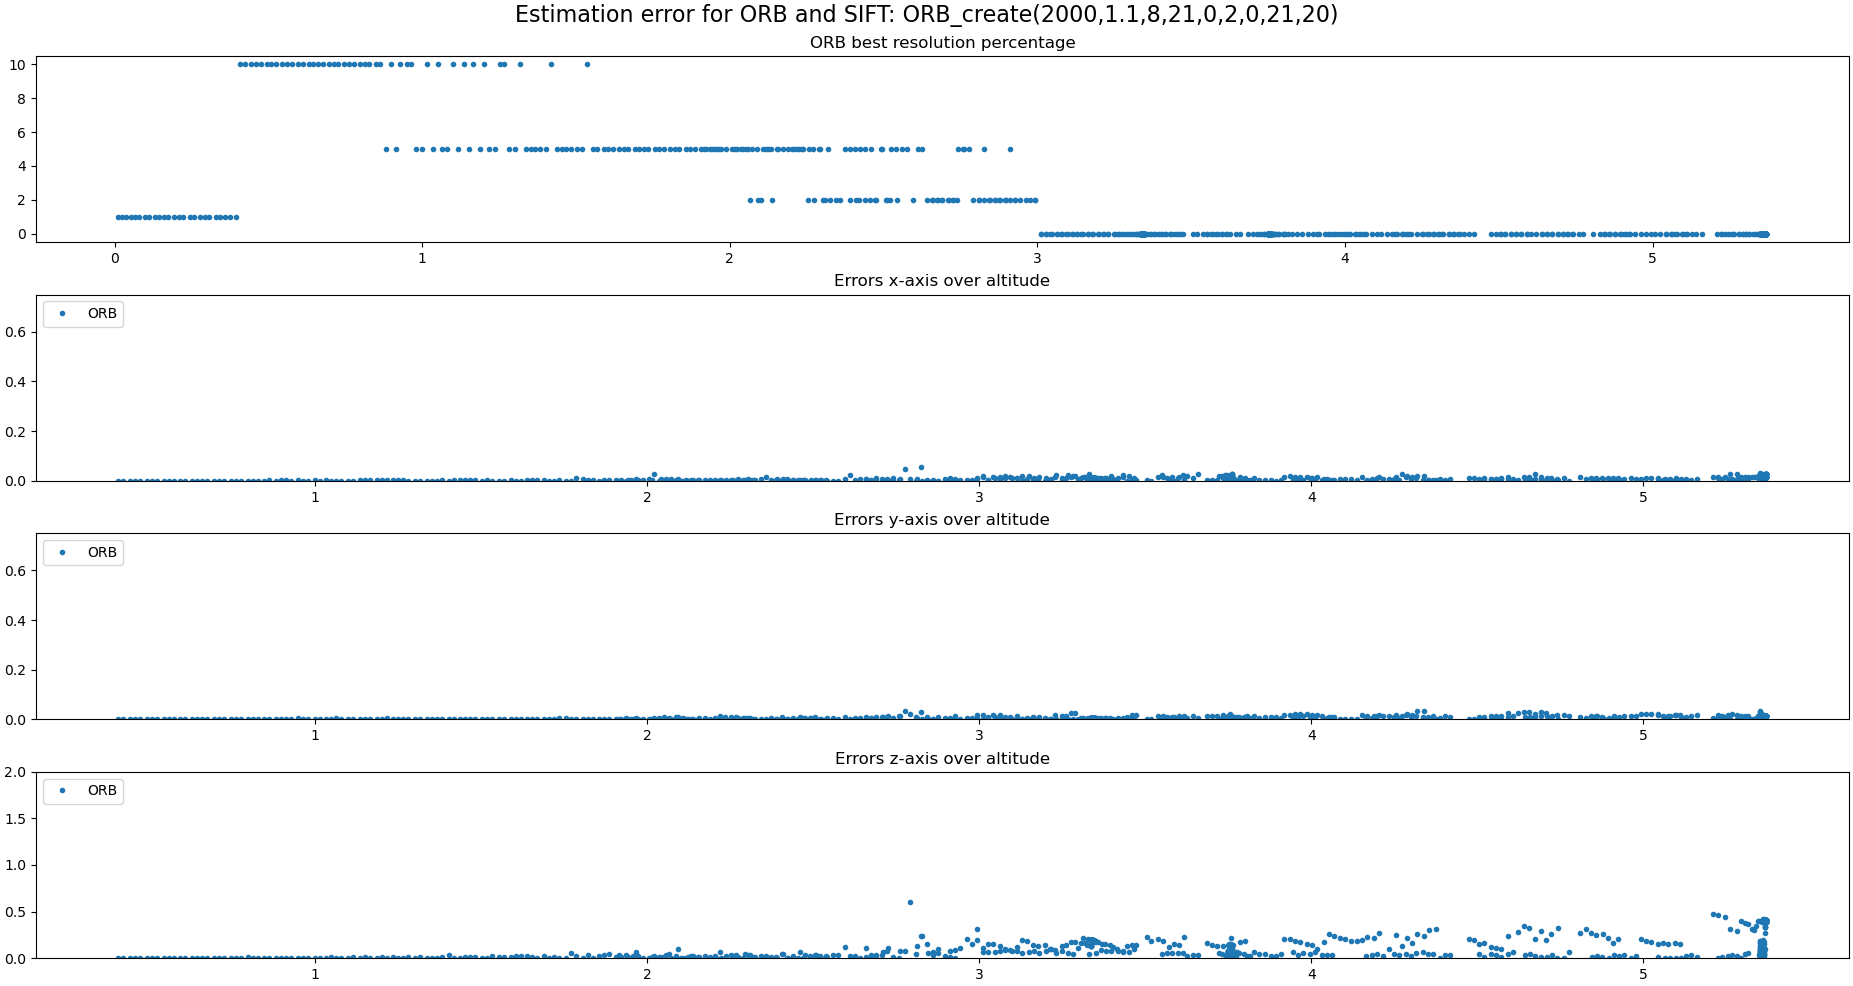 Estimation error for ORB and SIFT: ORB_create(2000,1.1,8,21,0,2,0,21,20)
ORB best resolution percentage
10
8
6
4
2
0
0 1 2 3 4 5
Errors x-axis over altitude
ORB
0.6
0.4
0.2
0.0
1 2 3 4 5
Errors y-axis over altitude
ORB
0.6
0.4
0.2
0.0
1 2 3 4 5
Errors z-axis over altitude
2.0
ORB
1.5
1.0
0.5
0.0
1 2 3 4 5